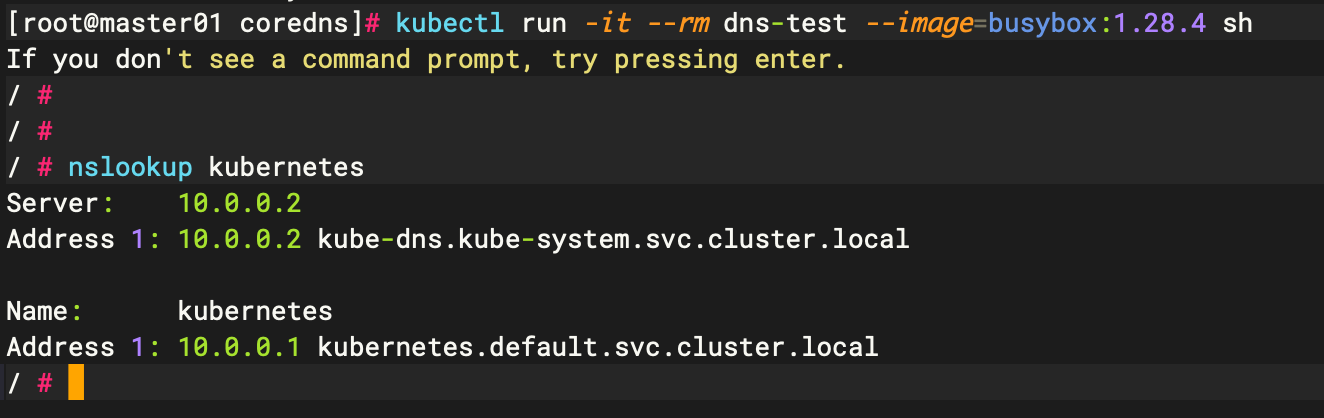 [root@master01 coredns]# kubectl run -it --rm dns-test --image=busybox:1.28.4 sh
If you don't see a command prompt, try pressing enter.
/ #
/ #
/ # nslookup kubernetes
Server:    10.0.0.2
Address 1: 10.0.0.2 kube-dns.kube-system.svc.cluster.local

Name:      kubernetes
Address 1: 10.0.0.1 kubernetes.default.svc.cluster.local
/ #